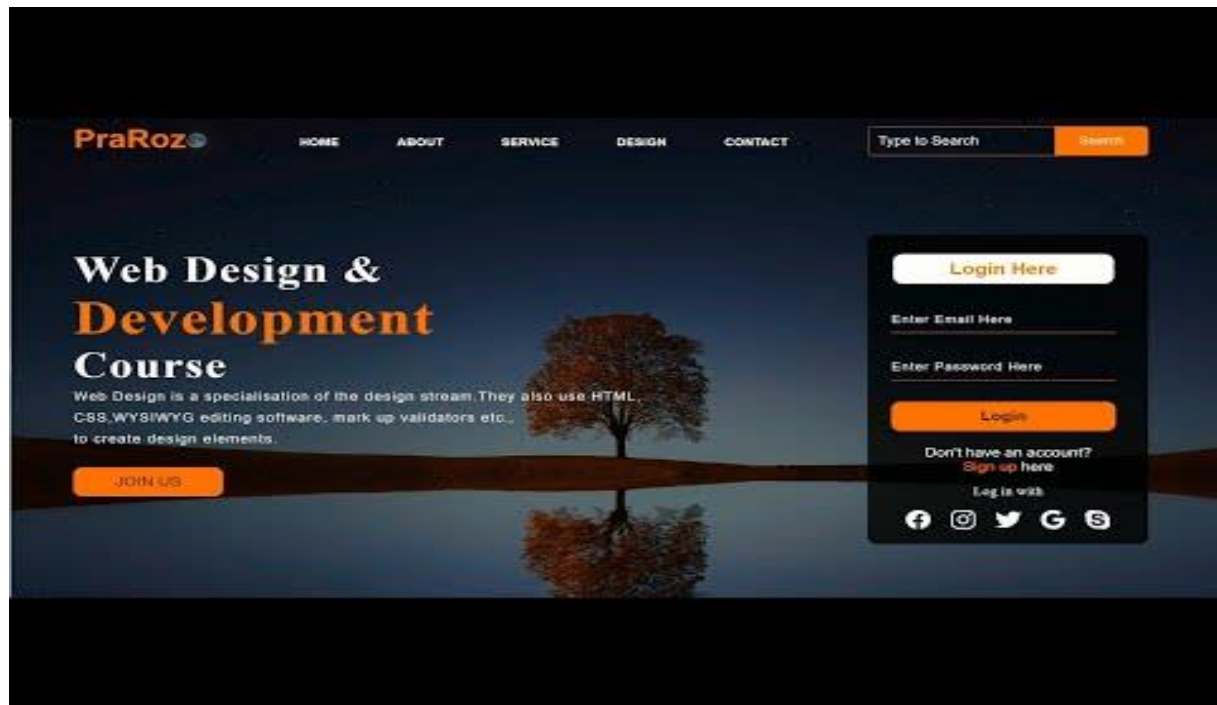 PraRoz
HOME ABOUT SERVICE DESIGN CONTACT
Type to Search Search
Web Design &
Development
Course
Web Design is a specialisation of the design stream.They also use HTML,
CSS,WYSIWYG editing software, mark up validators etc.,
to create design elements.
JOIN US
Login Here
Enter Email Here
Enter Password Here
Login
Don't have an account?
Sign up here
Log in with